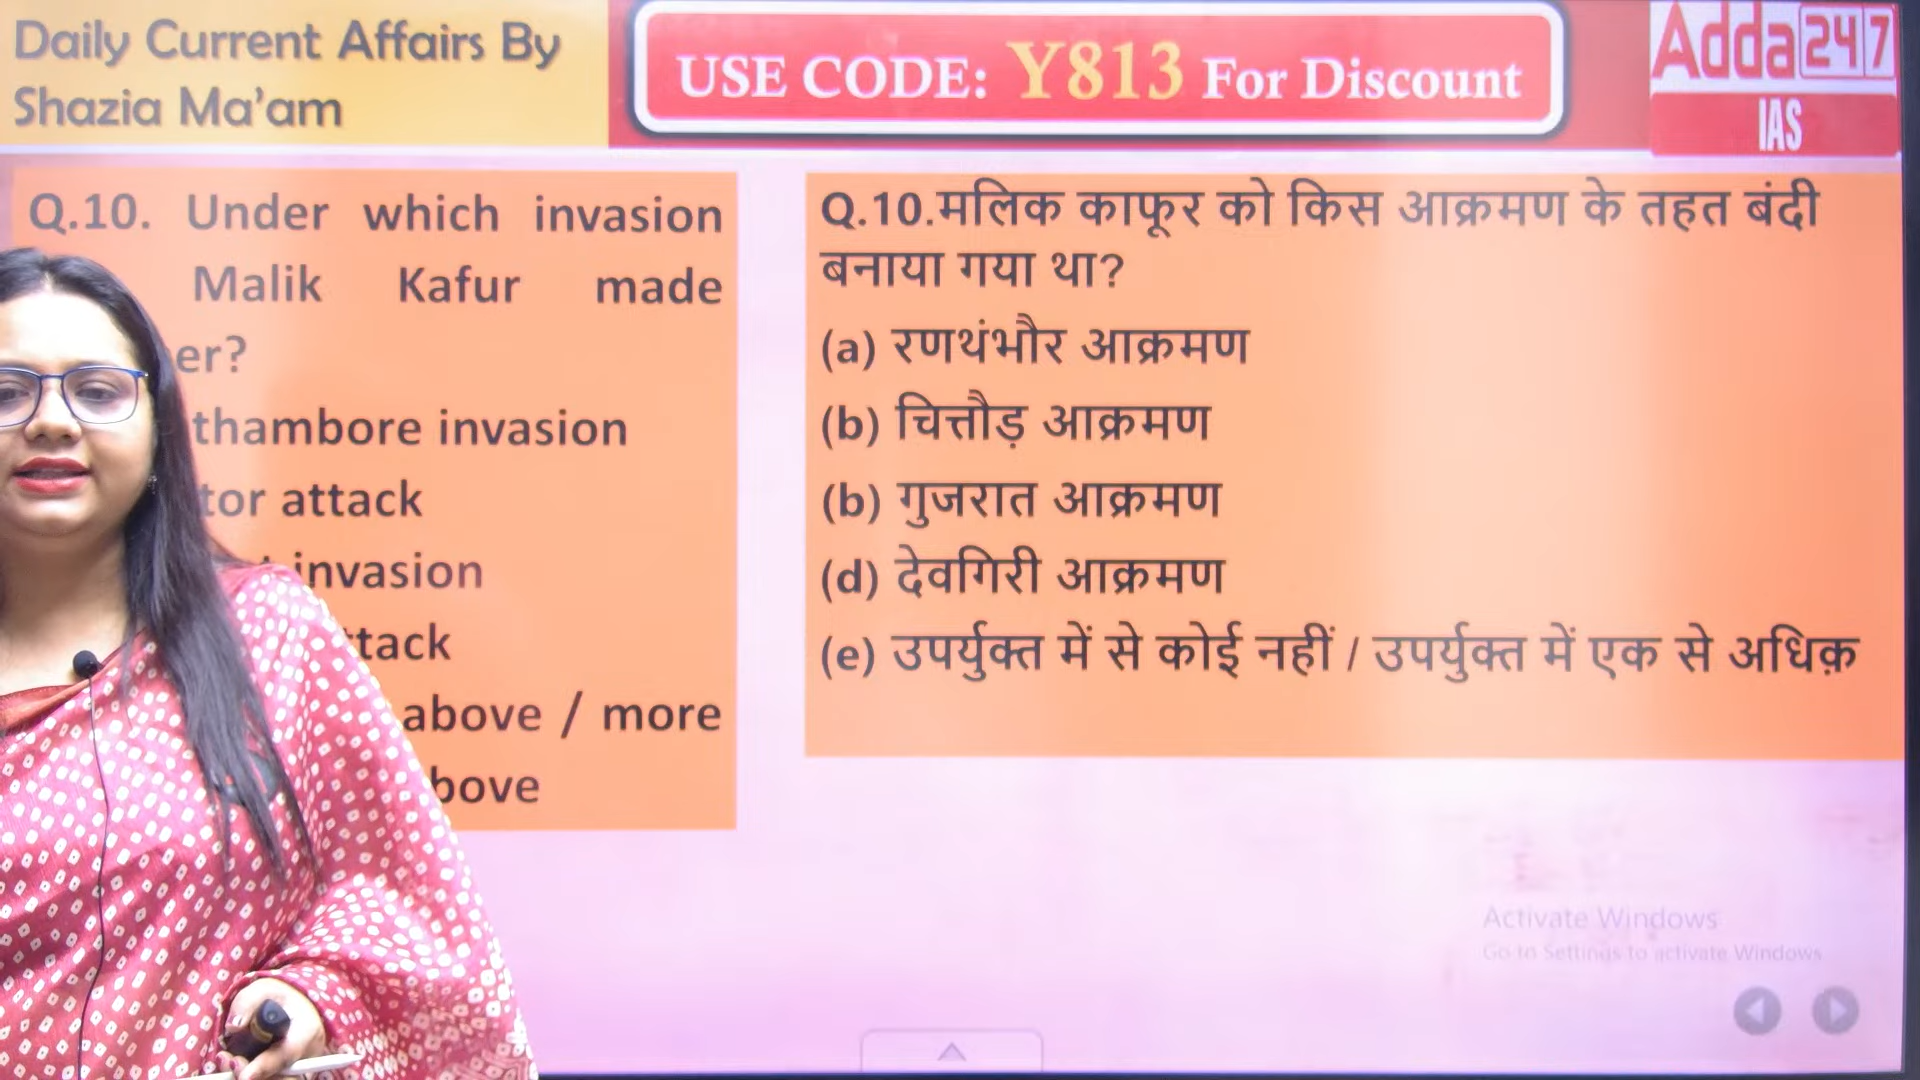 Daily Current Affairs By
Shazia Ma'am
USE CODE: Y813 For Discount
Adda 247
IAS
Q.10. Under which invasion
Malik Kafur made
er?
thambore invasion
tor attack
invasion
ttack
above / more
bove
Q.10.मलिक काफूर को किस आक्रमण के तहत बंदी
बनाया गया था?
(a) रणथंभौर आक्रमण
(b) चित्तौड़ आक्रमण
(b) गुजरात आक्रमण
(d) देवगिरी आक्रमण
(e) उपर्युक्त में से कोई नहीं / उपर्युक्त में एक से अधिक़
Activate Windows
Go to Settings to activate Windows